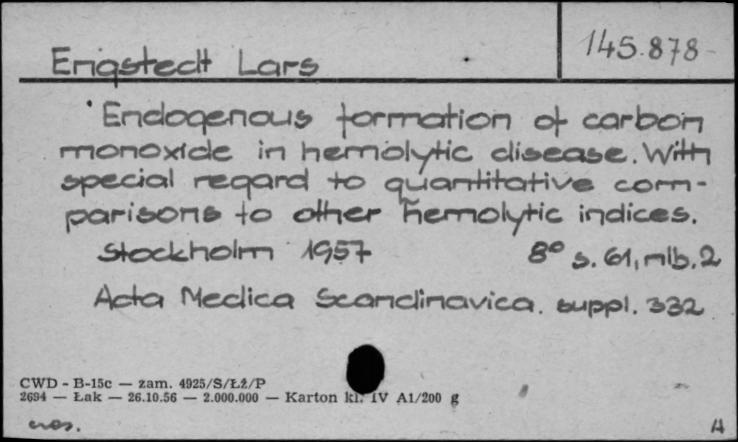 Engstedt Lars
145.878
Endogenous formation of carbon
monoxide in hemolytic disease. With
special regard to quantitative com-
parisons to other hemolytic indices.
Stockholm 1957 8° s. 61, nlb. 2
Acta Medica Scandinavica. suppl. 332
CWD - B-15c — zam. 4925/S/Łż/P
2694 — Łak — 26.10.56 — 2.000.000 — Karton kl. IV A1/200 g
A